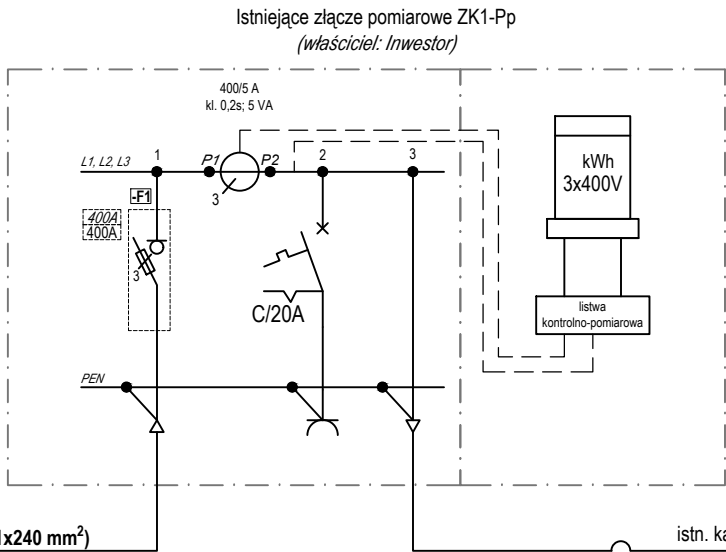 Istniejące złącze pomiarowe ZK1-Pp
(właściciel: Inwestor)
400/5 A
kl. 0,2s; 5 VA
L1, L2, L3
1
P1
P2
2
3
3
kWh
3x400V
-F1
400A
400A
3
C/20A
listwa
kontrolno-pomiarowa
PEN
1x240 mm²)
istn. ka